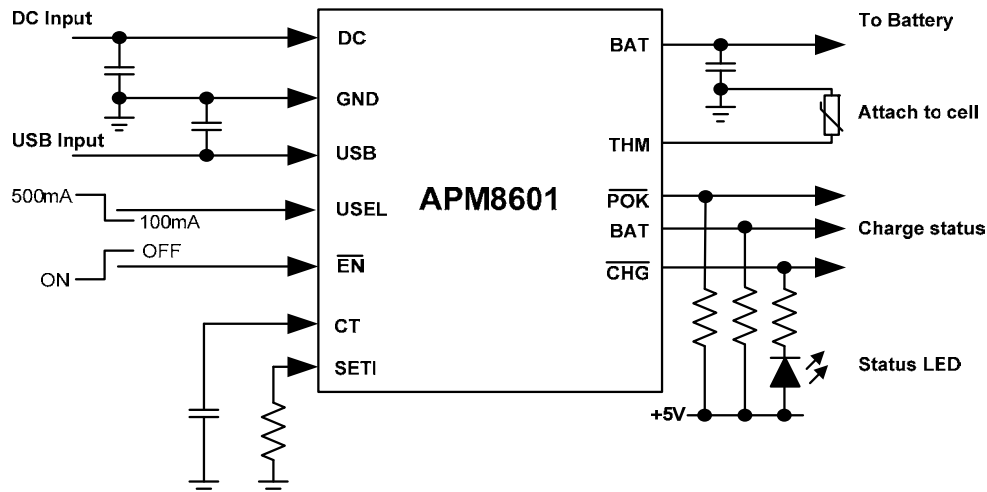 DC Input
DC
GND
USB Input
USB
500mA
100mA
USEL
OFF
ON
EN
CT
SETI
APM8601
BAT
To Battery
Attach to cell
THM
POK
BAT
Charge status
CHG
Status LED
+5V